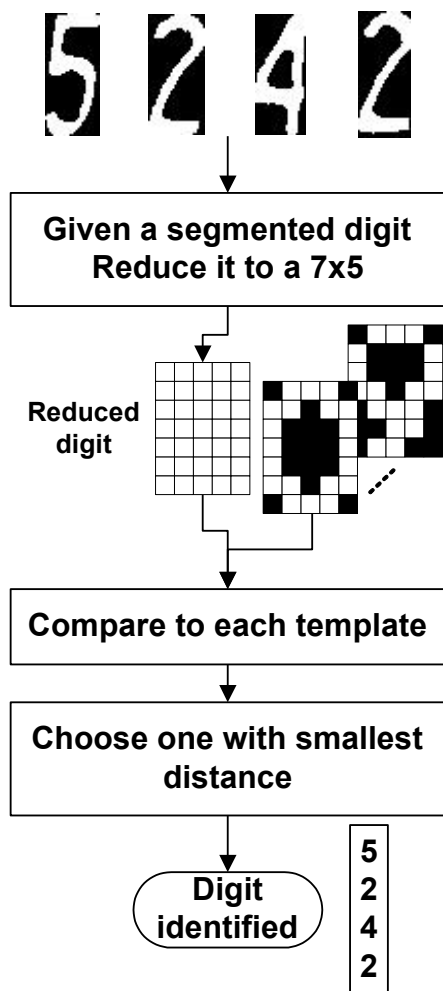 5 2 4 2
Given a segmented digit
Reduce it to a 7x5
Reduced
digit
Compare to each template
Choose one with smallest
distance
Digit
identified
5
2
4
2